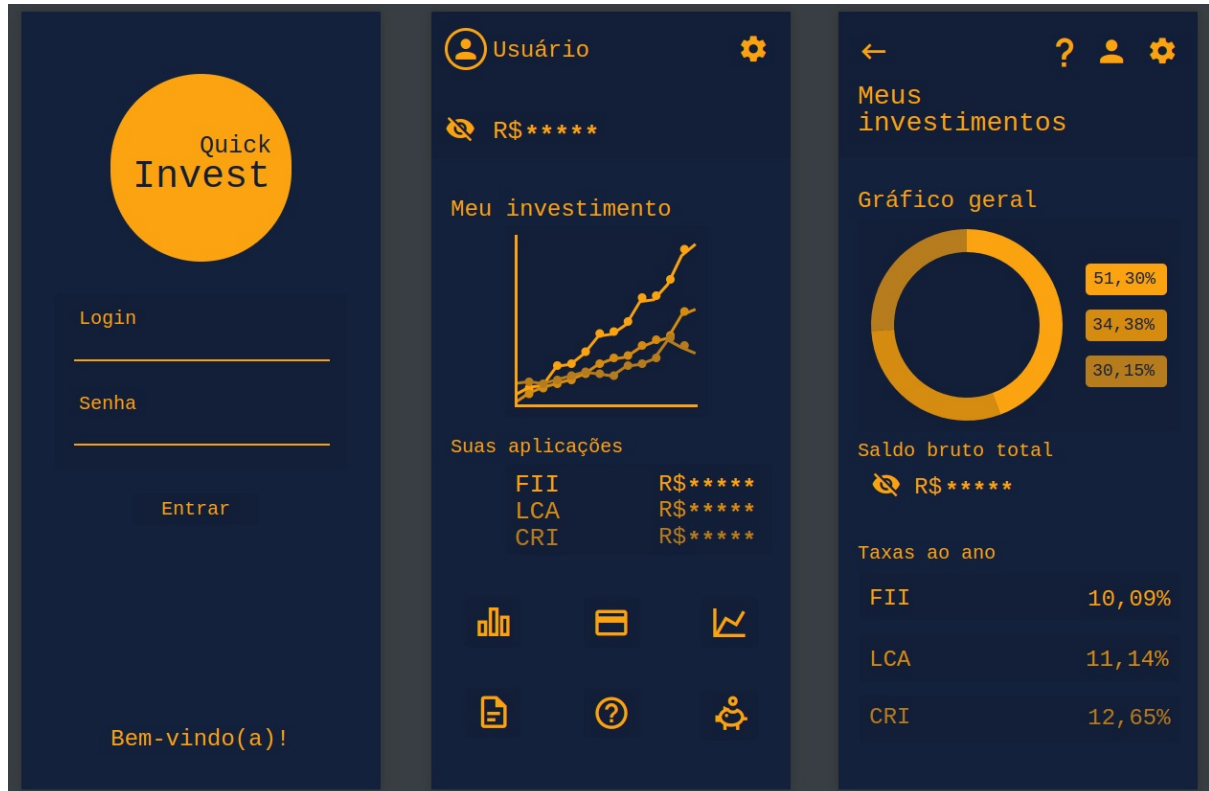 Quick
Invest
Login
Senha
Entrar
Bem-vindo(a)!
Usuário
R$*****
Meu investimento
Suas aplicações
FII R$*****
LCA R$*****
CRI R$*****
?
Meus
investimentos
Gráfico geral
51,30%
34,38%
30,15%
Saldo bruto total
R$*****
Taxas ao ano
FII 10,09%
LCA 11,14%
CRI 12,65%